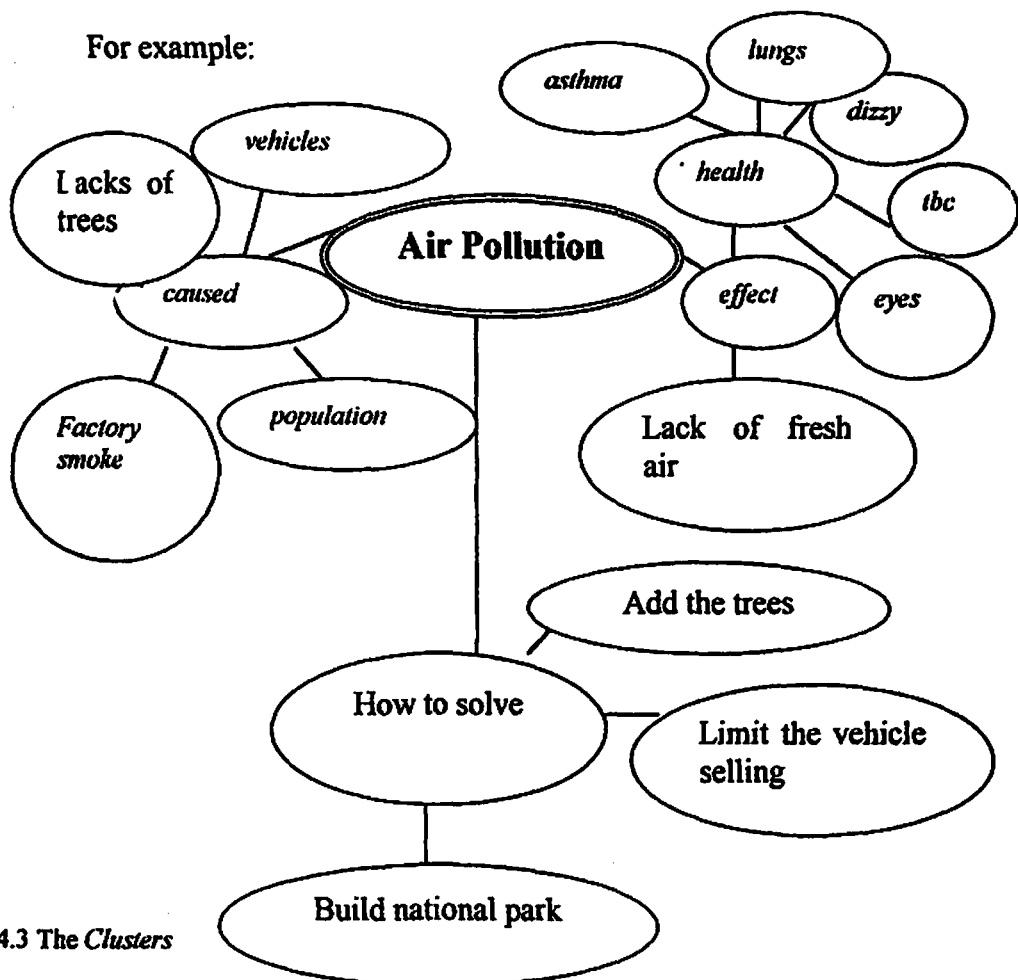 For example:
lungs
asthma
dizzy
vehicles
Lacks of
trees
health
tbc
Air Pollution
caused
effect
eyes
Factory
smoke
population
Lack of fresh
air
Add the trees
How to solve
Limit the vehicle
selling
Build national park
4.3 The Clusters